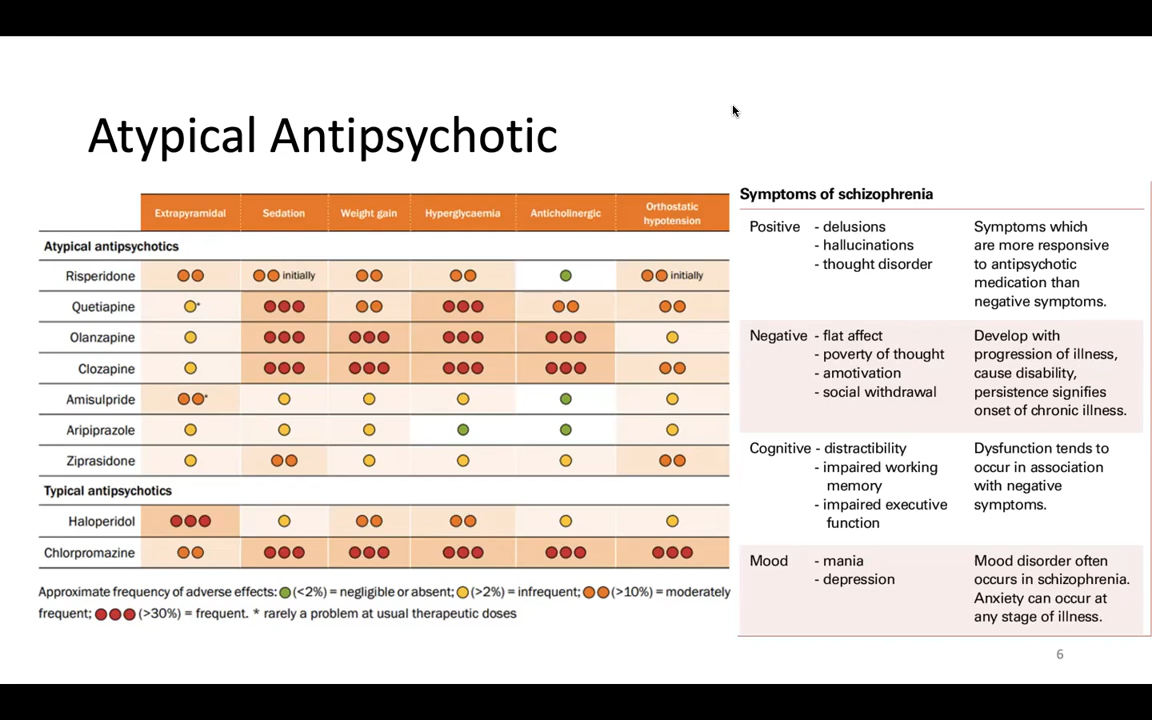 Atypical Antipsychotic
Extrapyramidal Sedation Weight gain Hyperglycaemia Anticholinergic Orthostatic hypotension
Atypical antipsychotics
Risperidone initially initially
Quetiapine *
Olanzapine
Clozapine
Amisulpride *
Aripiprazole
Ziprasidone
Typical antipsychotics
Haloperidol
Chlorpromazine
Approximate frequency of adverse effects: (<2%) = negligible or absent; (>2%) = infrequent; (>10%) = moderately
frequent; (>30%) = frequent. * rarely a problem at usual therapeutic doses
Symptoms of schizophrenia
Positive - delusions
- hallucinations
- thought disorder
Symptoms which
are more responsive
to antipsychotic
medication than
negative symptoms.
Negative - flat affect
- poverty of thought
- amotivation
- social withdrawal
Develop with
progression of illness,
cause disability,
persistence signifies
onset of chronic illness.
Cognitive - distractibility
- impaired working
memory
- impaired executive
function
Dysfunction tends to
occur in association
with negative
symptoms.
Mood - mania
- depression
Mood disorder often
occurs in schizophrenia.
Anxiety can occur at
any stage of illness.
6